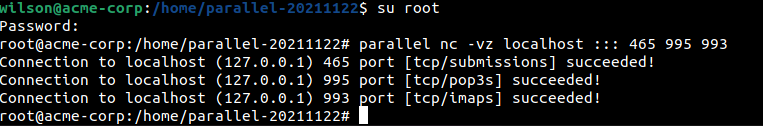 wilson@acme-corp:/home/parallel-20211122$ su root
Password:
root@acme-corp:/home/parallel-20211122# parallel nc -vz localhost ::: 465 995 993
Connection to localhost (127.0.0.1) 465 port [tcp/submissions] succeeded!
Connection to localhost (127.0.0.1) 995 port [tcp/pop3s] succeeded!
Connection to localhost (127.0.0.1) 993 port [tcp/imaps] succeeded!
root@acme-corp:/home/parallel-20211122#